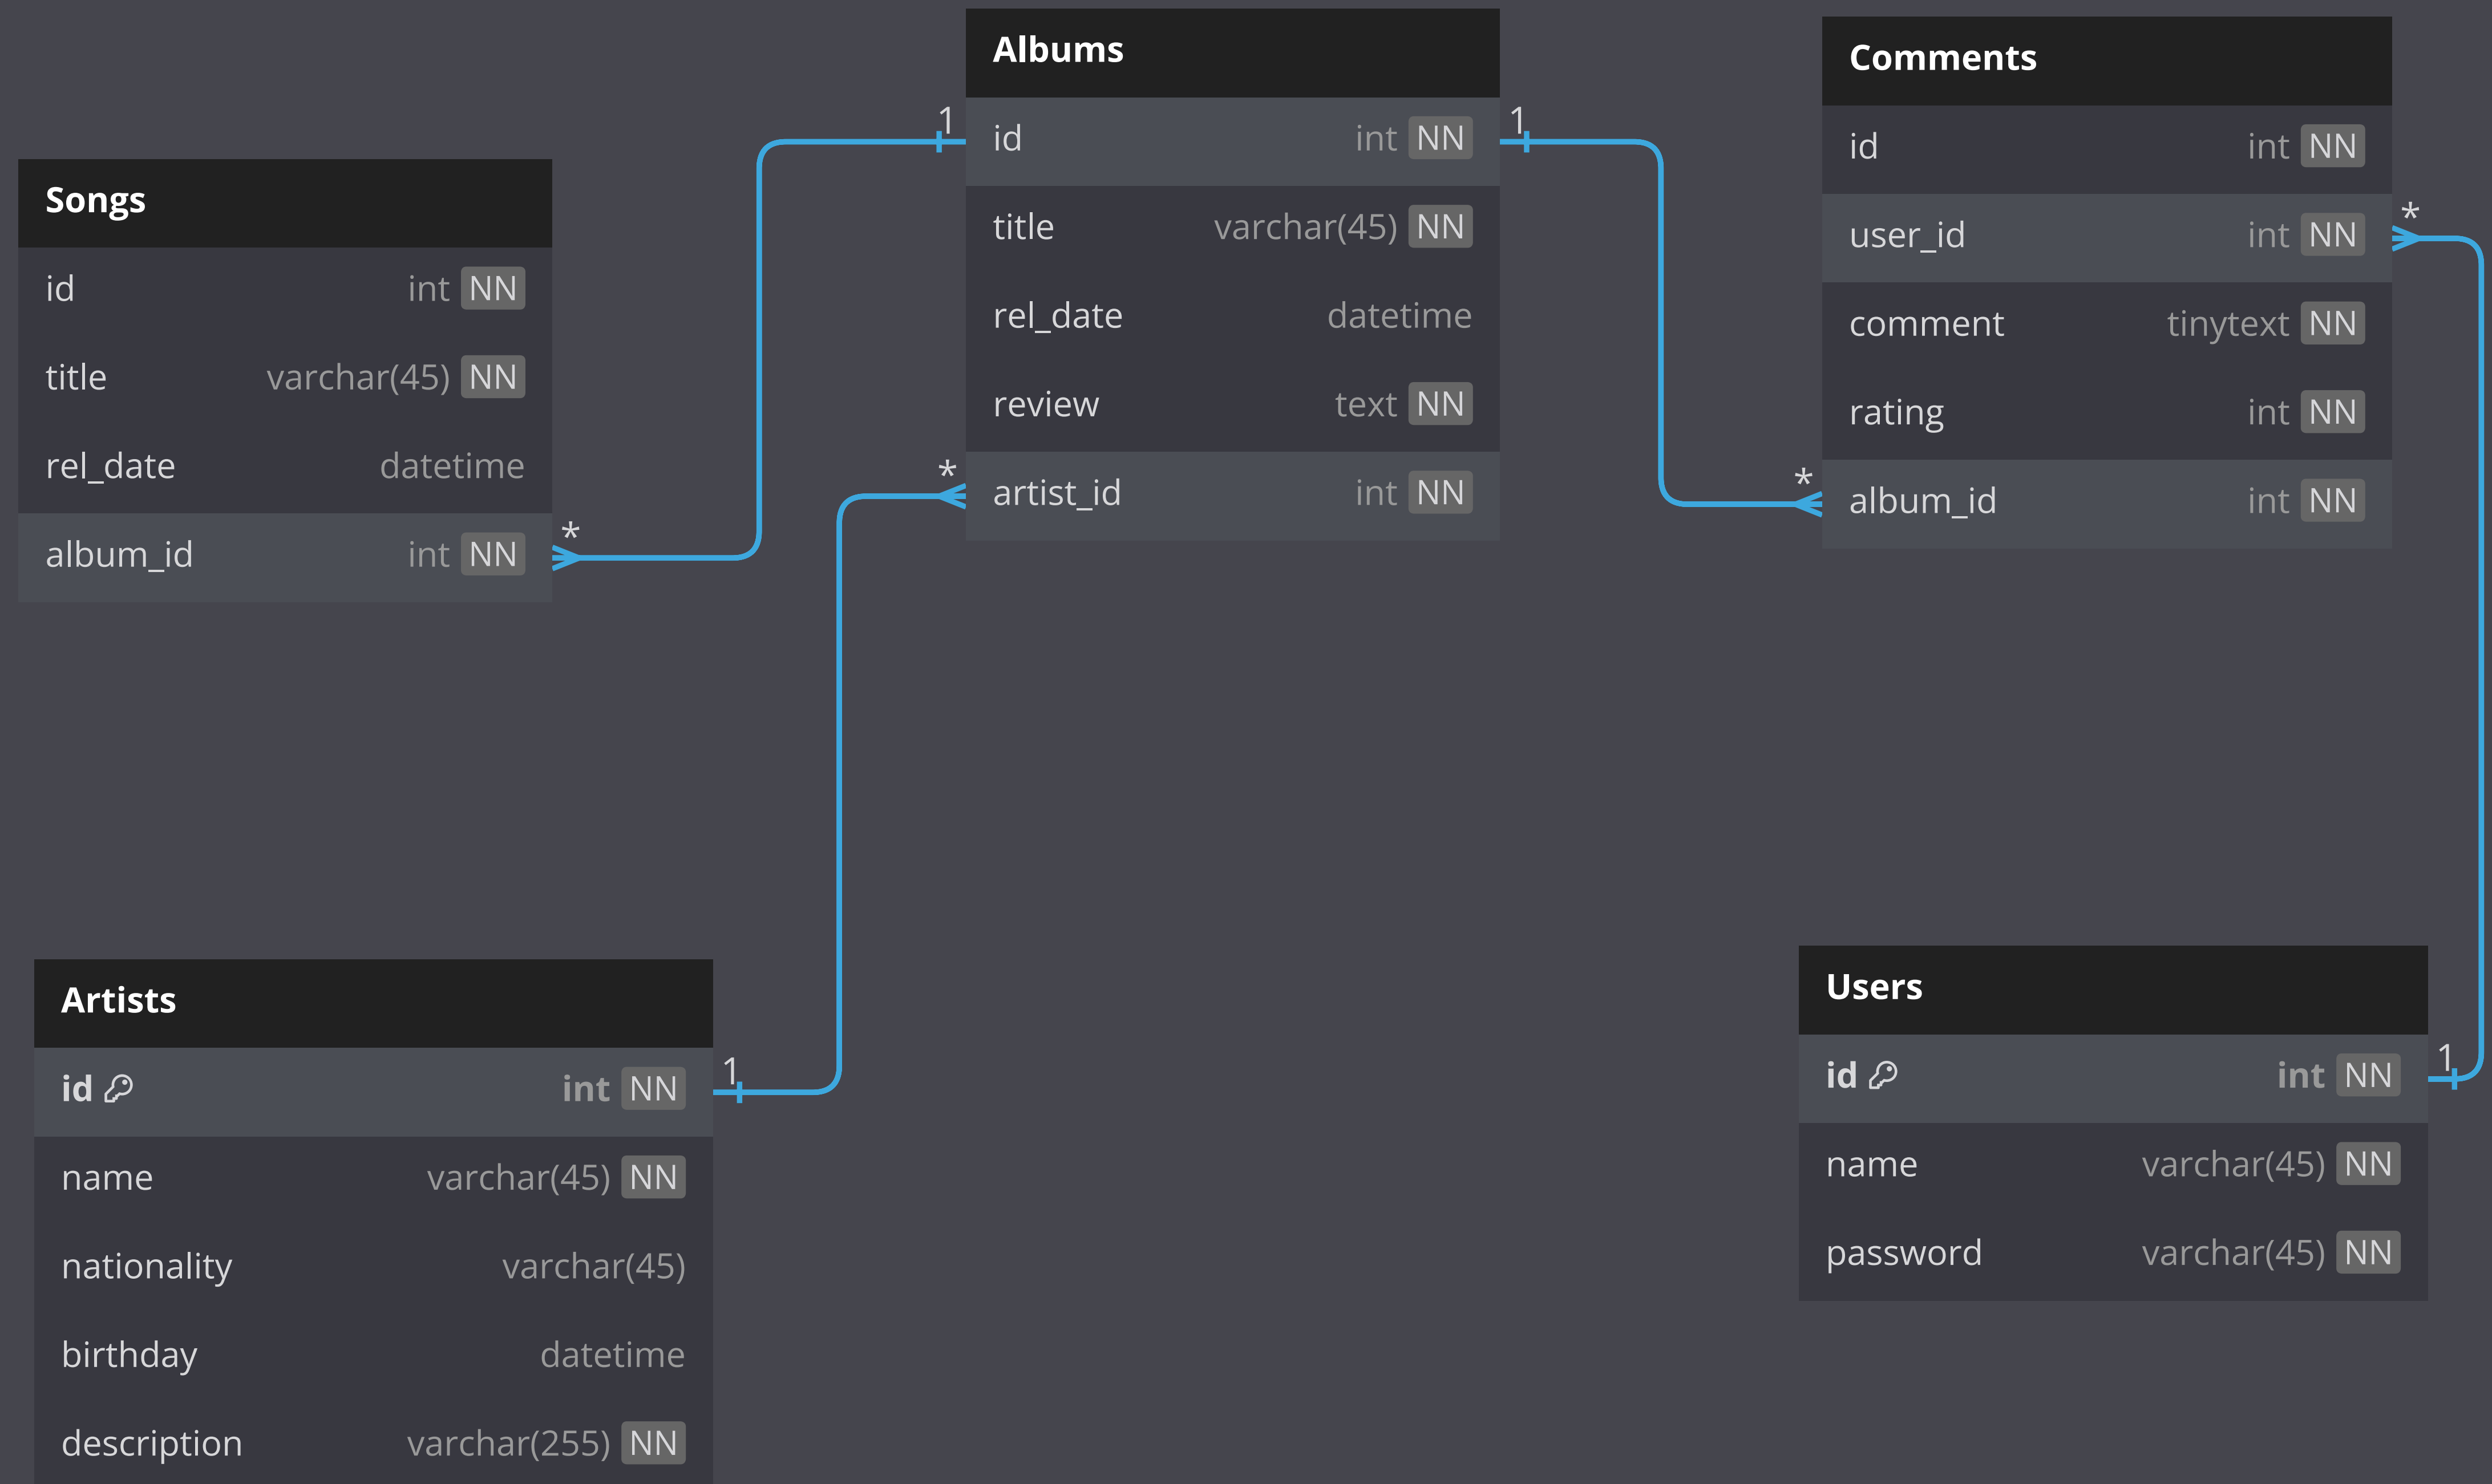 Songs
id int NN
title varchar(45) NN
rel_date datetime
album_id int NN
*
1
Albums
id int NN
title varchar(45) NN
rel_date datetime
review text NN
artist_id int NN
*
1
Comments
id int NN
user_id int NN
comment tinytext NN
rating int NN
album_id int NN
*
*
Artists
id int NN
name varchar(45) NN
nationality varchar(45)
birthday datetime
description varchar(255) NN
1
Users
id int NN
name varchar(45) NN
password varchar(45) NN
1